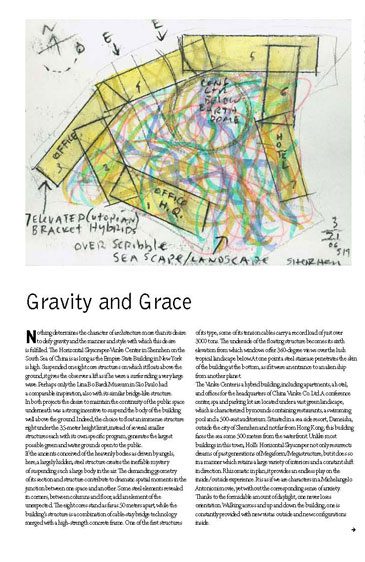 N A D E E
4
5
6
7
3
2
1
CONF CTR BELOW EARTH DOME
OFFICE
HOTEL
OFFICE H.Q.
7 ELEVATED (UTOPIAN)
BRACKET HYBRIDS
OVER Scribble
SEA SCAPE/LANDSCAPE
SHENZHEN
Gravity and Grace
Nothing determines the character of architecture more than its desire
to defy gravity and the manner and style with which this desire
is fulfilled. The Horizontal Skyscraper-Vanke Center in Shenzhen on the
South Sea of China is as long as the Empire State Building in New York
is high. Suspended on eight core structures on which it floats above the
ground, it gives the observer a lift as if he were a surfer riding a very large
wave. Perhaps only the Lina Bo Bardi Museum in São Paulo had
a comparable inspiration, also with its similar bridge-like structure.
In both projects the desire to maintain the continuity of the public space
underneath was a strong incentive to suspend the body of the building
well above the ground. Indeed, the choice to float an immense structure
right under the 35-meter height limit, instead of several smaller
structures each with its own specific program, generates the largest
possible green and water grounds open to the public.
If the ancients conceived of the heavenly bodies as driven by angels,
here, a largely hidden, steel structure creates the ineffable mystery
of suspending such large body in the air. The demanding geometry
of its section and structure contribute to dramatic spatial moments in the
junction between one space and another. Some steel elements revealed
in corners, between columns and floor, add an element of the
unexpected. The eight cores stand as far as 50 meters apart, while the
building's structure is a combination of cable-stay bridge technology
merged with a high-strength concrete frame. One of the first structures
of its type, some of its tension cables carry a record load of just over
3000 tons. The underside of the floating structure becomes its sixth
elevation from which windows offer 360-degree views over the lush
tropical landscape below. At one point a steel staircase penetrates the skin
of the building at the bottom, as if it were an entrance to an alien ship
from another planet.
The Vanke Center is a hybrid building, including apartments, a hotel,
and offices for the headquarters of China Vanke Co. Ltd. A conference
center, spa and parking lot are located under a vast green landscape,
which is characterized by mounds containing restaurants, a swimming
pool and a 500-seat auditorium. Situated in a sea side resort, Dameisha,
outside the city of Shenzhen and not far from Hong Kong, this building
faces the sea some 300 metres from the waterfront. Unlike most
buildings in this town, Holl's Horizontal Skyscraper not only resurrects
dreams of past generations of Megaform/Megastructure, but it does so
in a manner which retains a large variety of interiors and a constant shift
in direction. Rhizomatic in plan, it provides an endless play on the
inside/outside experience. It is as if we are characters in a Michelangelo
Antonioni movie, yet without the corresponding sense of anxiety.
Thanks to the formidable amount of daylight, one never loses
orientation. Walking across and up and down the building, one is
constantly provided with new vistas outside and new configurations
inside.